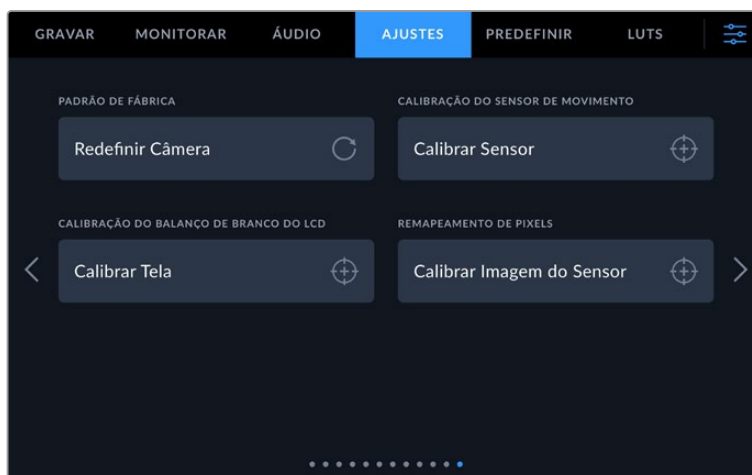 GRAVAR MONITORAR ÁUDIO AJUSTES PREDEFINIR LUTS
PADRÃO DE FÁBRICA
Redefinir Câmera
CALIBRAÇÃO DO SENSOR DE MOVIMENTO
Calibrar Sensor
CALIBRAÇÃO DO BALANÇO DE BRANCO DO LCD
Calibrar Tela
REMAPEAMENTO DE PIXELS
Calibrar Imagem do Sensor